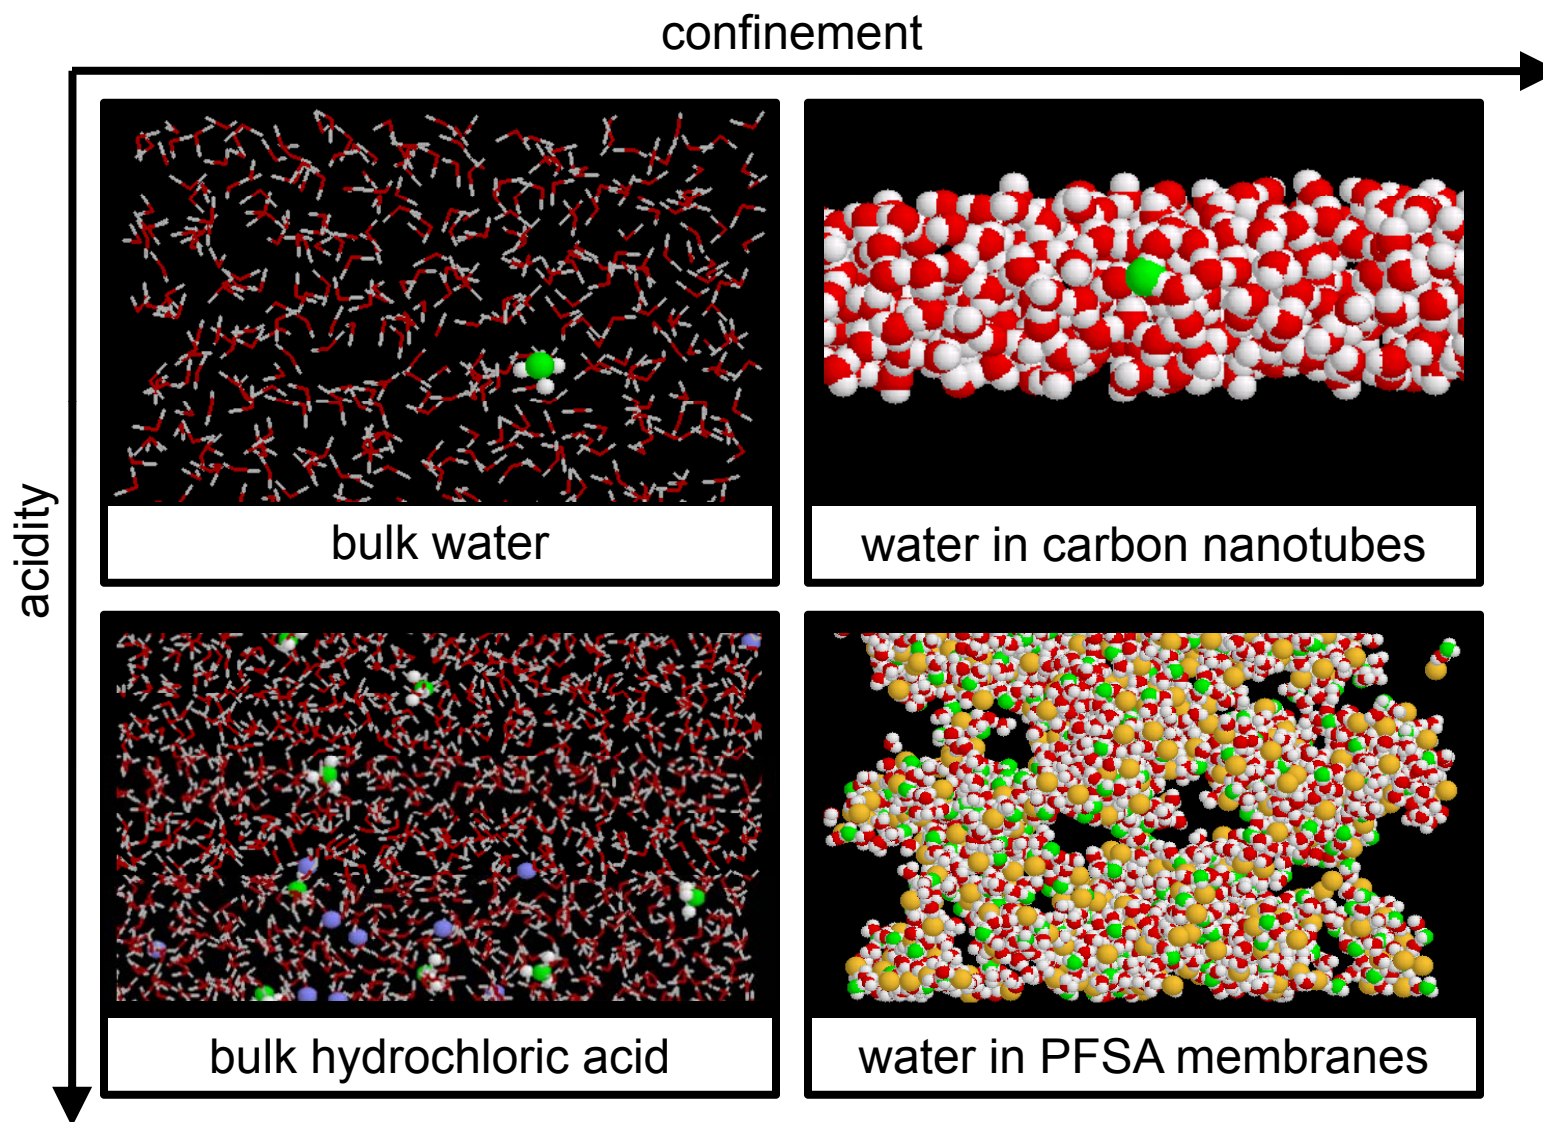 confinement
acidity
bulk water
water in carbon nanotubes
bulk hydrochloric acid
water in PFSA membranes